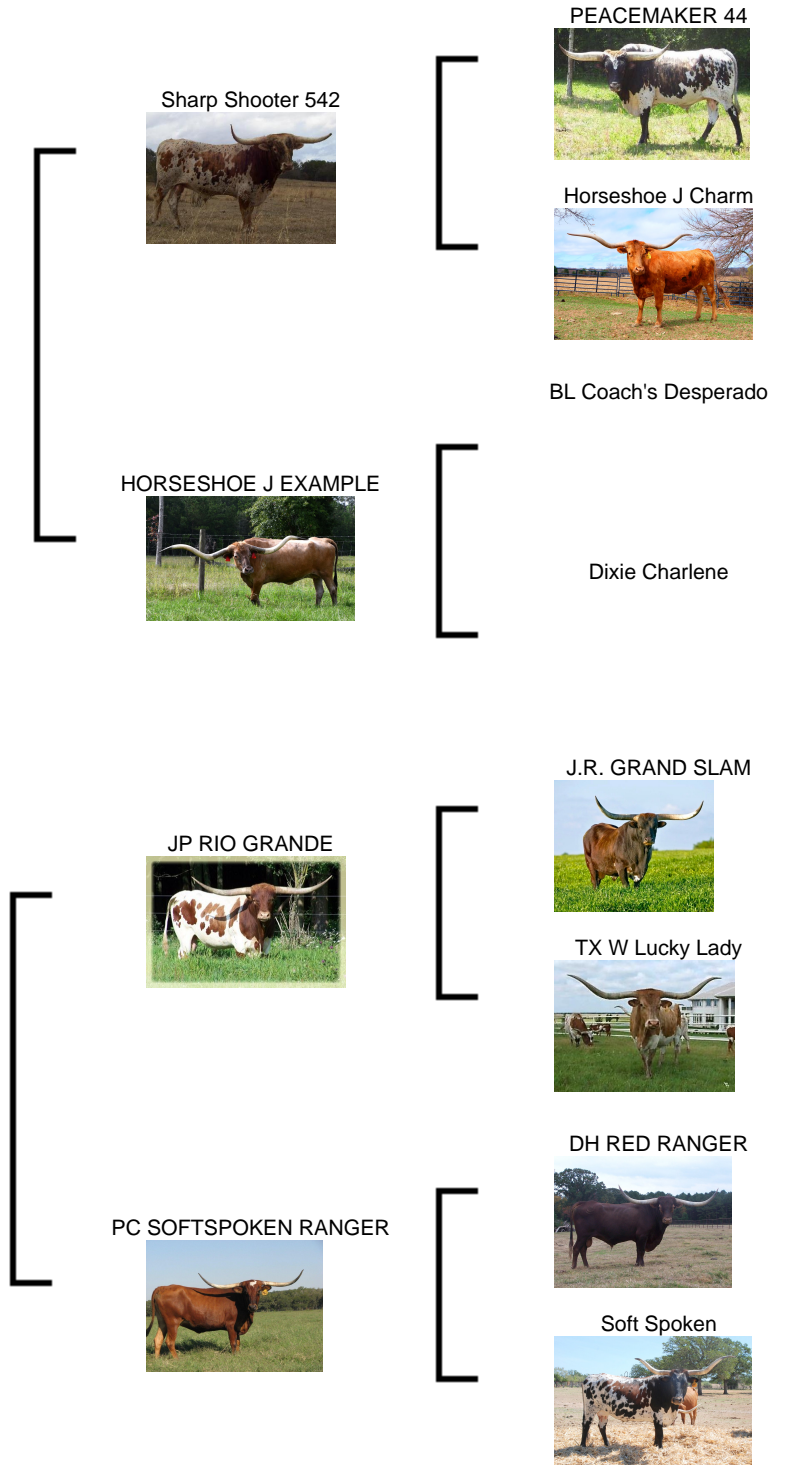 PEACEMAKER 44
Sharp Shooter 542
Horseshoe J Charm
BL Coach's Desperado
HORSESHOE J EXAMPLE
Dixie Charlene
J.R. GRAND SLAM
JP RIO GRANDE
TX W Lucky Lady
DH RED RANGER
PC SOFTSPOKEN RANGER
Soft Spoken